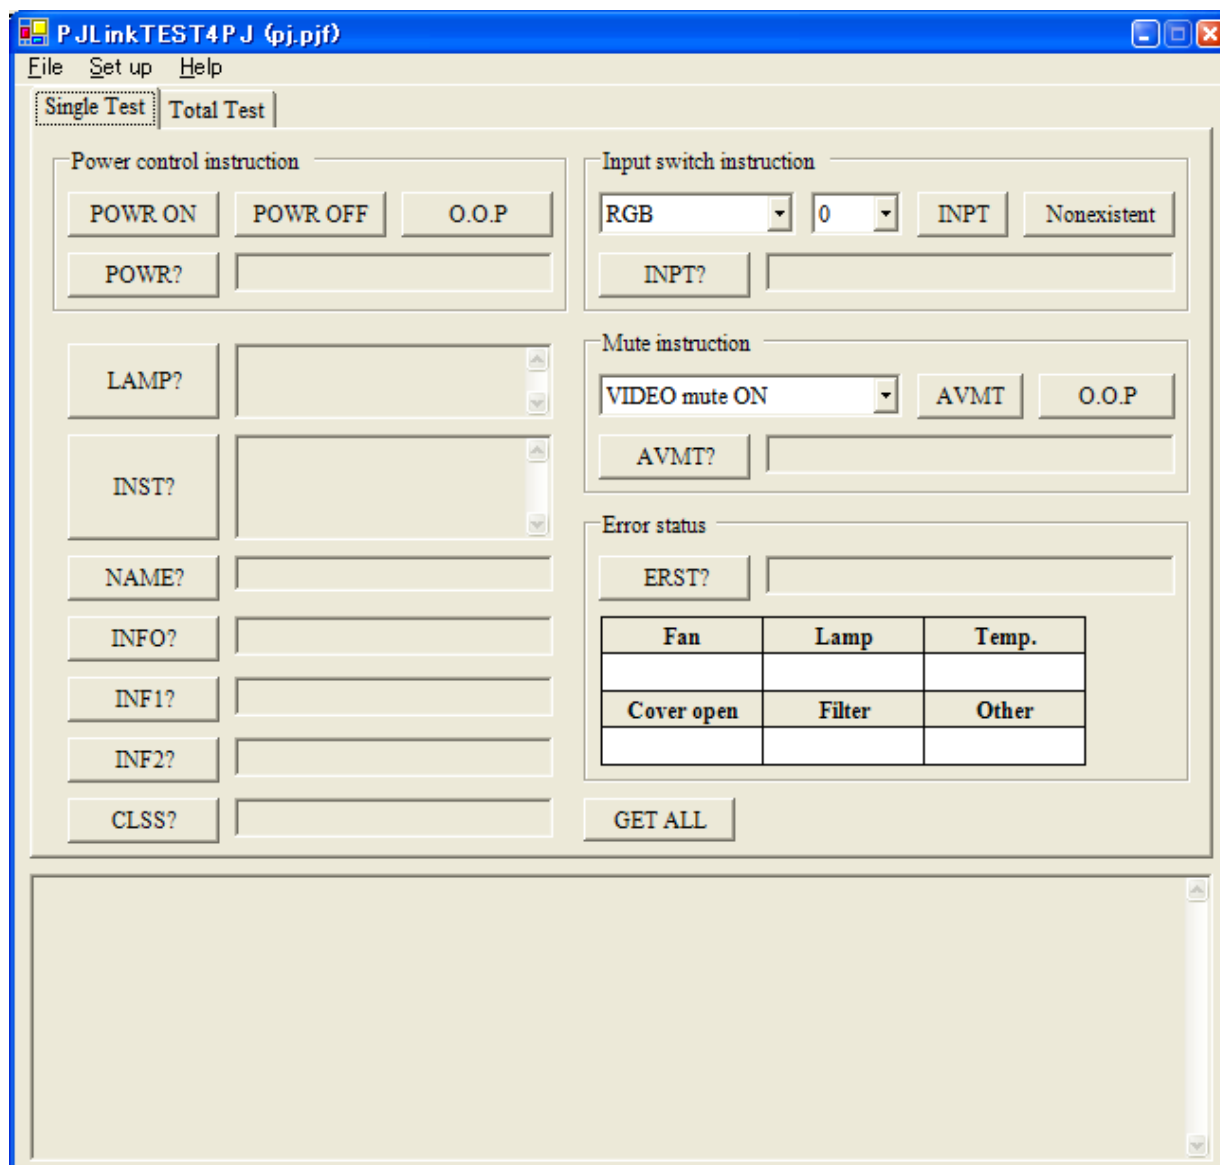 PJLinkTEST4PJ (pj.pjf)
File Set up Help
Single Test Total Test
Power control instruction
POWR ON POWR OFF O.O.P
POWR?
LAMP?
INST?
NAME?
INFO?
INF1?
INF2?
CLSS?
Input switch instruction
RGB 0 INPT Nonexistent
INPT?
Mute instruction
VIDEO mute ON AVMT O.O.P
AVMT?
Error status
ERST?
Fan Lamp Temp.
Cover open Filter Other
GET ALL